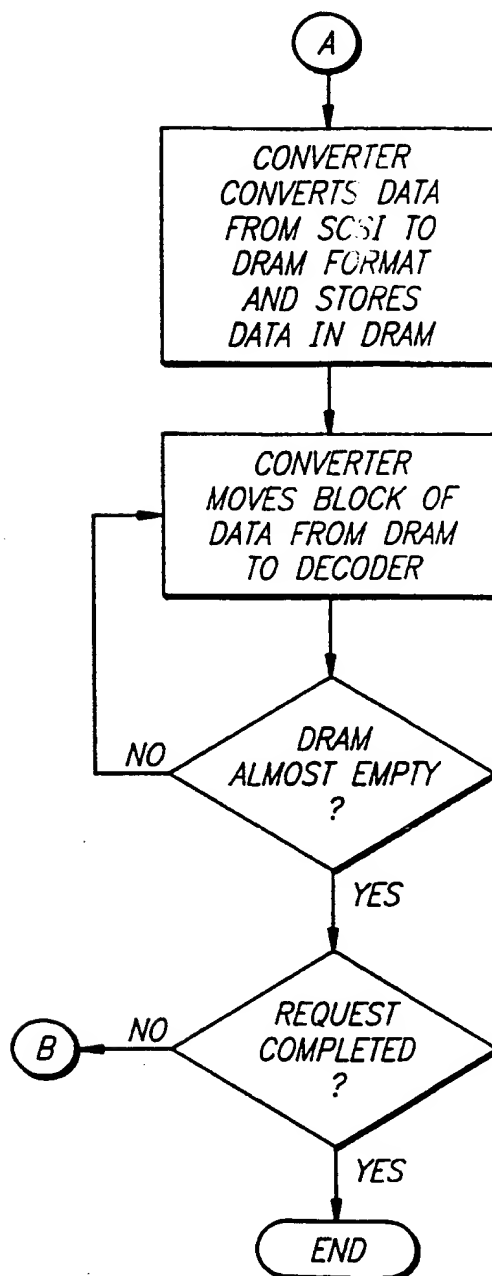 A
CONVERTER
CONVERTS DATA
FROM SCSI TO
DRAM FORMAT
AND STORES
DATA IN DRAM
CONVERTER
MOVES BLOCK OF
DATA FROM DRAM
TO DECODER
NO
DRAM
ALMOST EMPTY
?
YES
B
NO
REQUEST
COMPLETED
?
YES
END